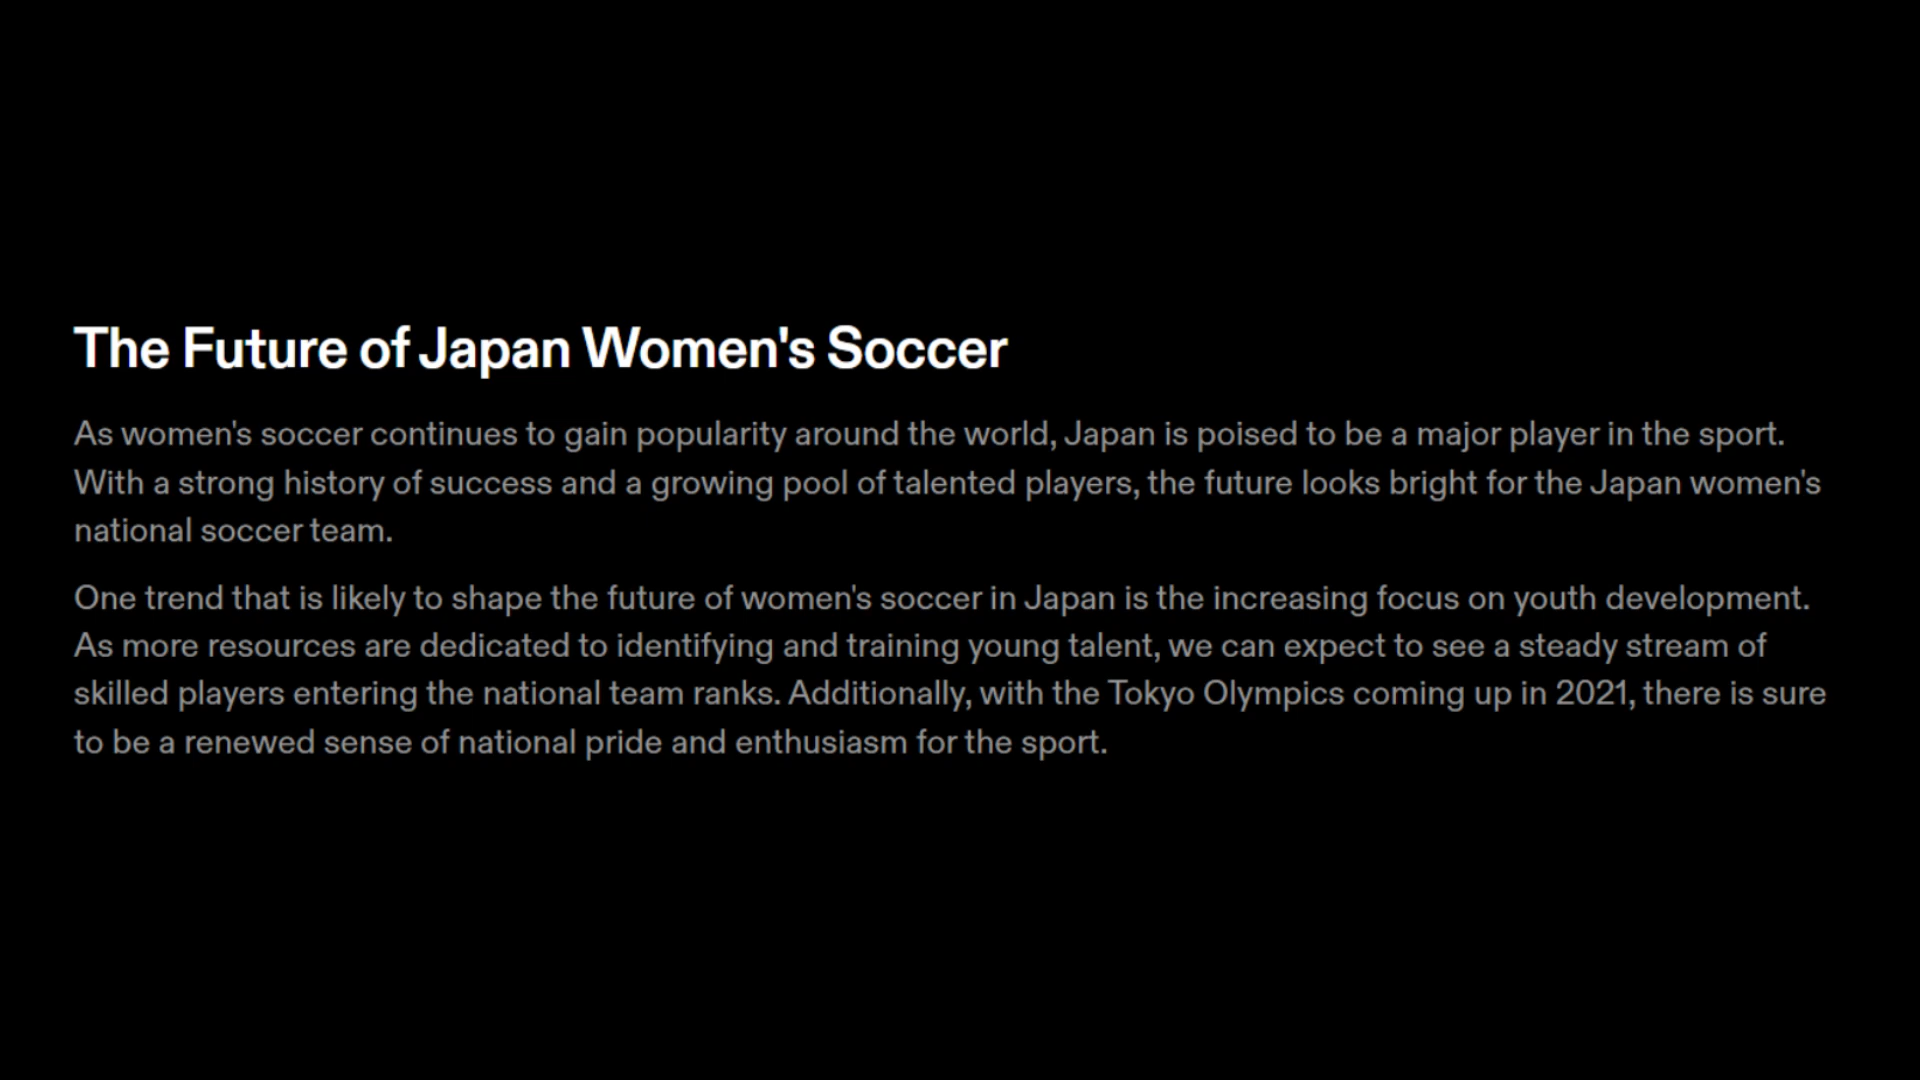 The Future of Japan Women's Soccer
As women's soccer continues to gain popularity around the world, Japan is poised to be a major player in the sport.
With a strong history of success and a growing pool of talented players, the future looks bright for the Japan women's
national soccer team.
One trend that is likely to shape the future of women's soccer in Japan is the increasing focus on youth development.
As more resources are dedicated to identifying and training young talent, we can expect to see a steady stream of
skilled players entering the national team ranks. Additionally, with the Tokyo Olympics coming up in 2021, there is sure
to be a renewed sense of national pride and enthusiasm for the sport.